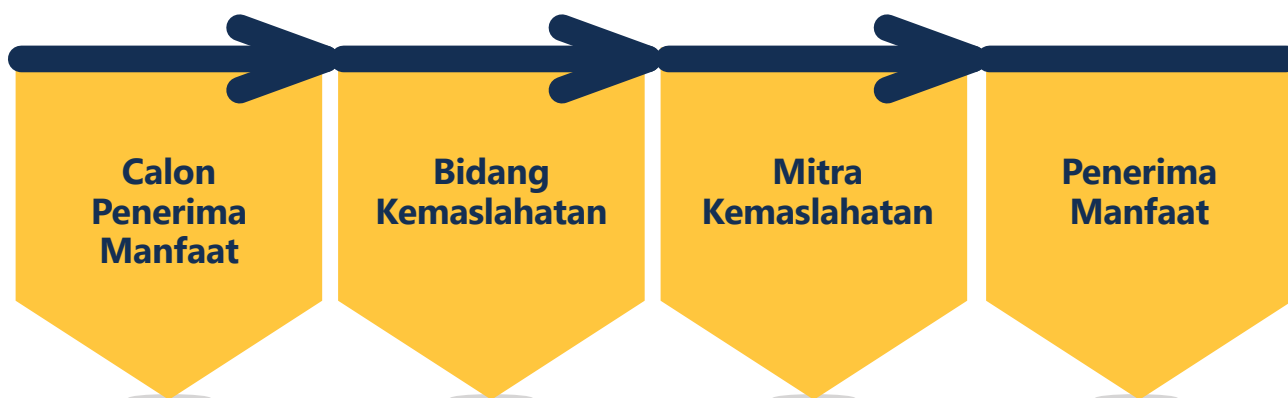 Calon
Penerima
Manfaat
Bidang
Kemaslahatan
Mitra
Kemaslahatan
Penerima
Manfaat